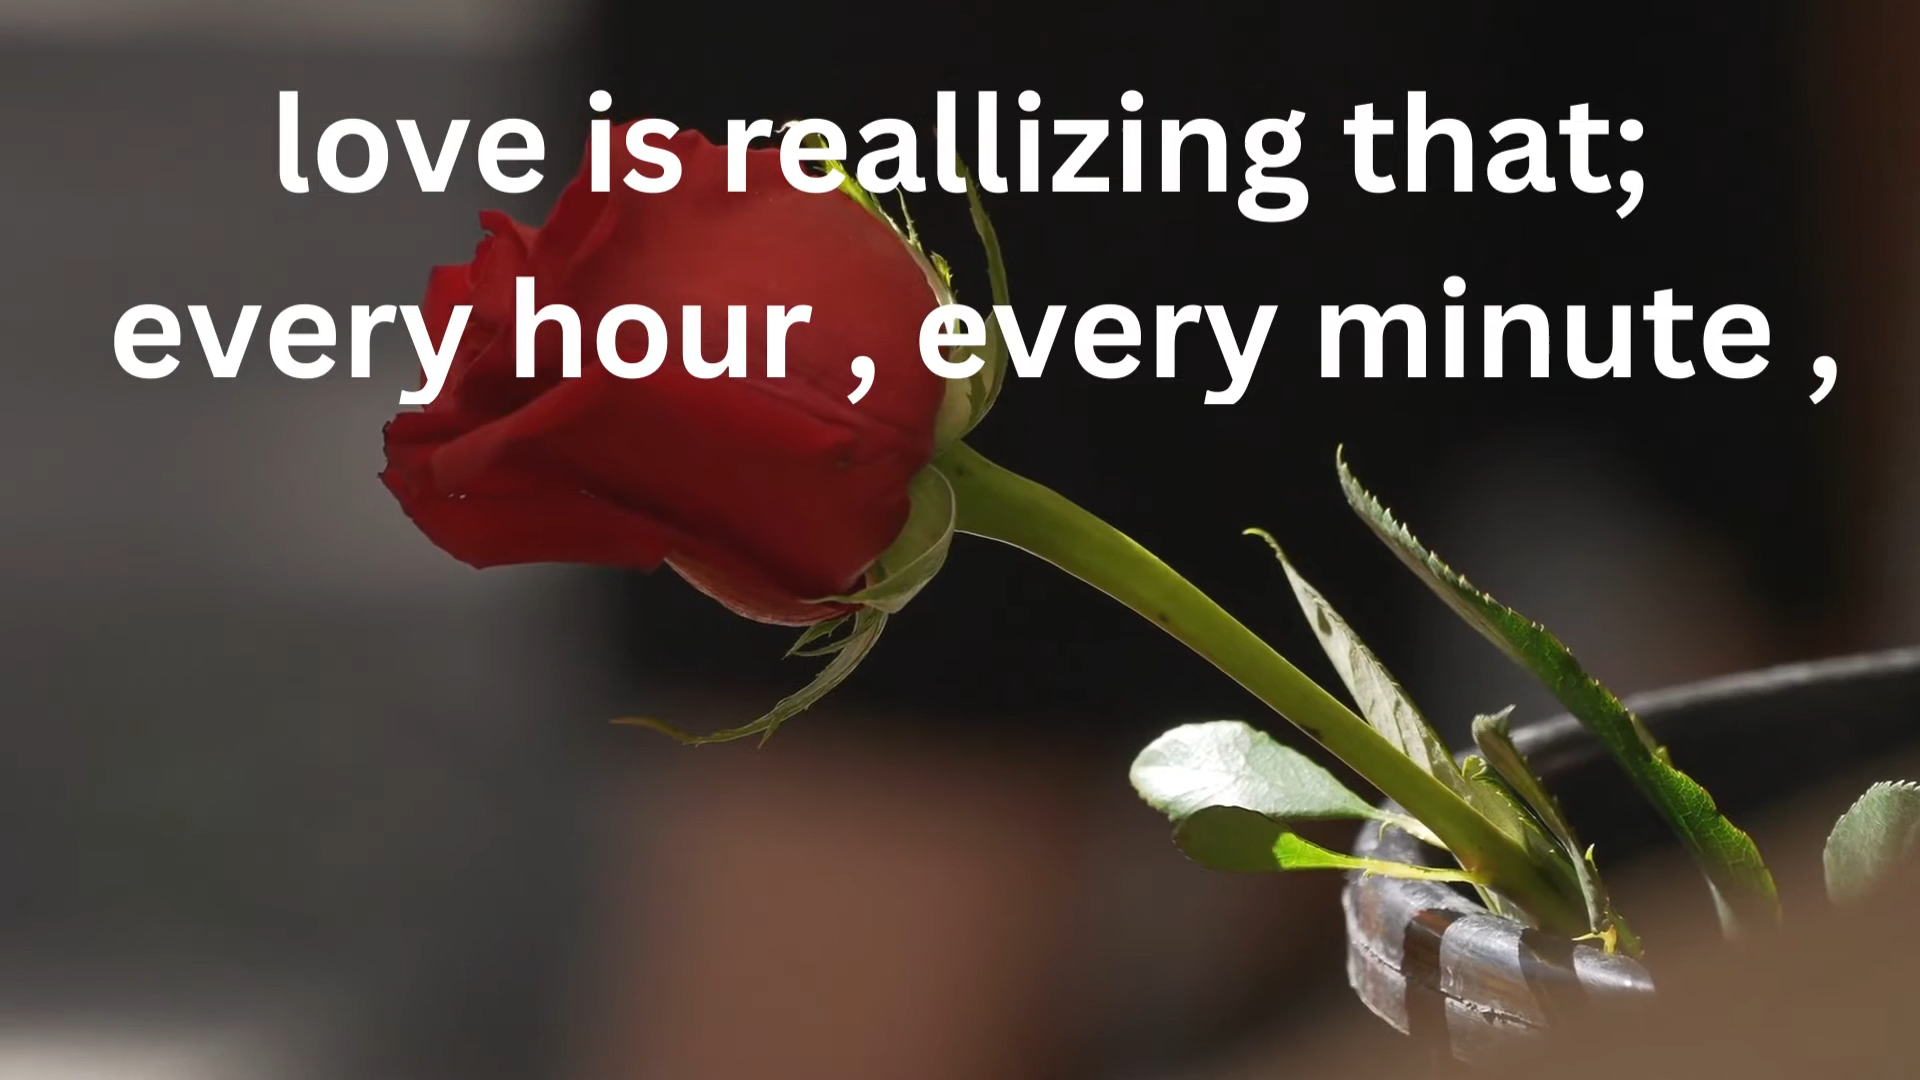 love is reallizing that;
every hour , every minute ,